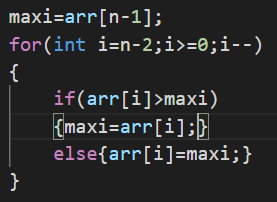 maxi=arr[n-1];
for(int i=n-2;i>=0;i--)
{
if(arr[i]>maxi)
{maxi=arr[i];}
else{arr[i]=maxi;}
}